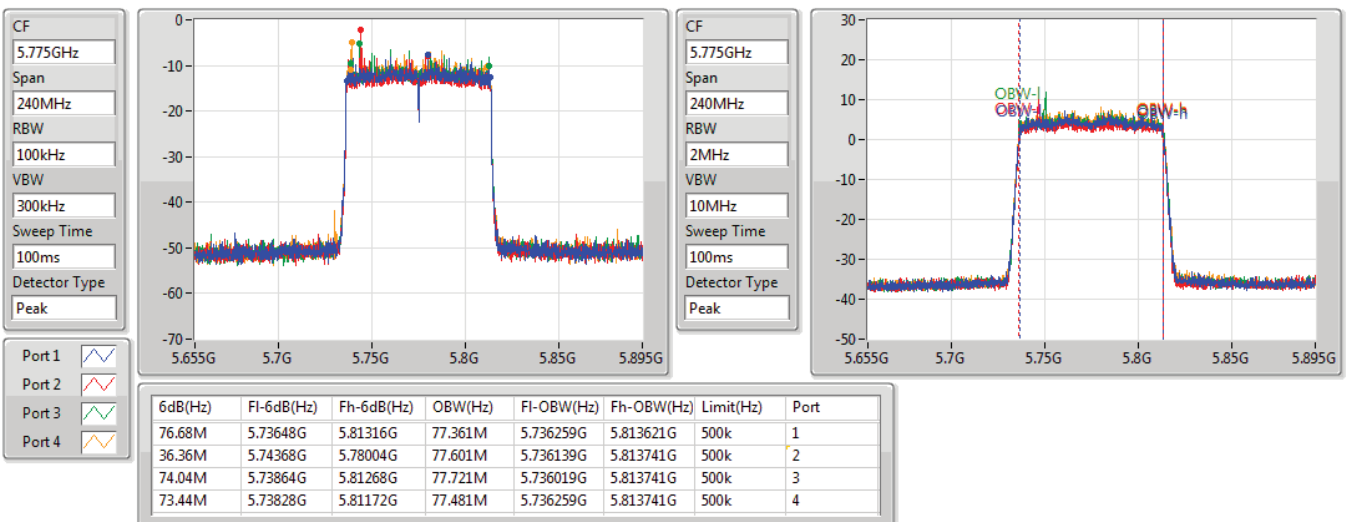 CF
5.775GHz
Span
240MHz
RBW
100kHz
VBW
300kHz
Sweep Time
100ms
Detector Type
Peak
0
-10
-20
-30
-40
-50
-60
-70
5.655G 5.7G 5.75G 5.8G 5.85G 5.895G
CF
5.775GHz
Span
240MHz
RBW
2MHz
VBW
10MHz
Sweep Time
100ms
Detector Type
Peak
30
20
10
0
-10
-20
-30
-40
-50
OBW-l
OBW-l
OBW-h
5.655G 5.7G 5.75G 5.8G 5.85G 5.895G
Port 1
Port 2
Port 3
Port 4
6dB(Hz) Fl-6dB(Hz) Fh-6dB(Hz) OBW(Hz) Fl-OBW(Hz) Fh-OBW(Hz) Limit(Hz) Port
76.68M 5.73648G 5.81316G 77.361M 5.736259G 5.813621G 500k 1
36.36M 5.74368G 5.78004G 77.601M 5.736139G 5.813741G 500k 2
74.04M 5.73864G 5.81268G 77.721M 5.736019G 5.813741G 500k 3
73.44M 5.73828G 5.81172G 77.481M 5.736259G 5.813741G 500k 4